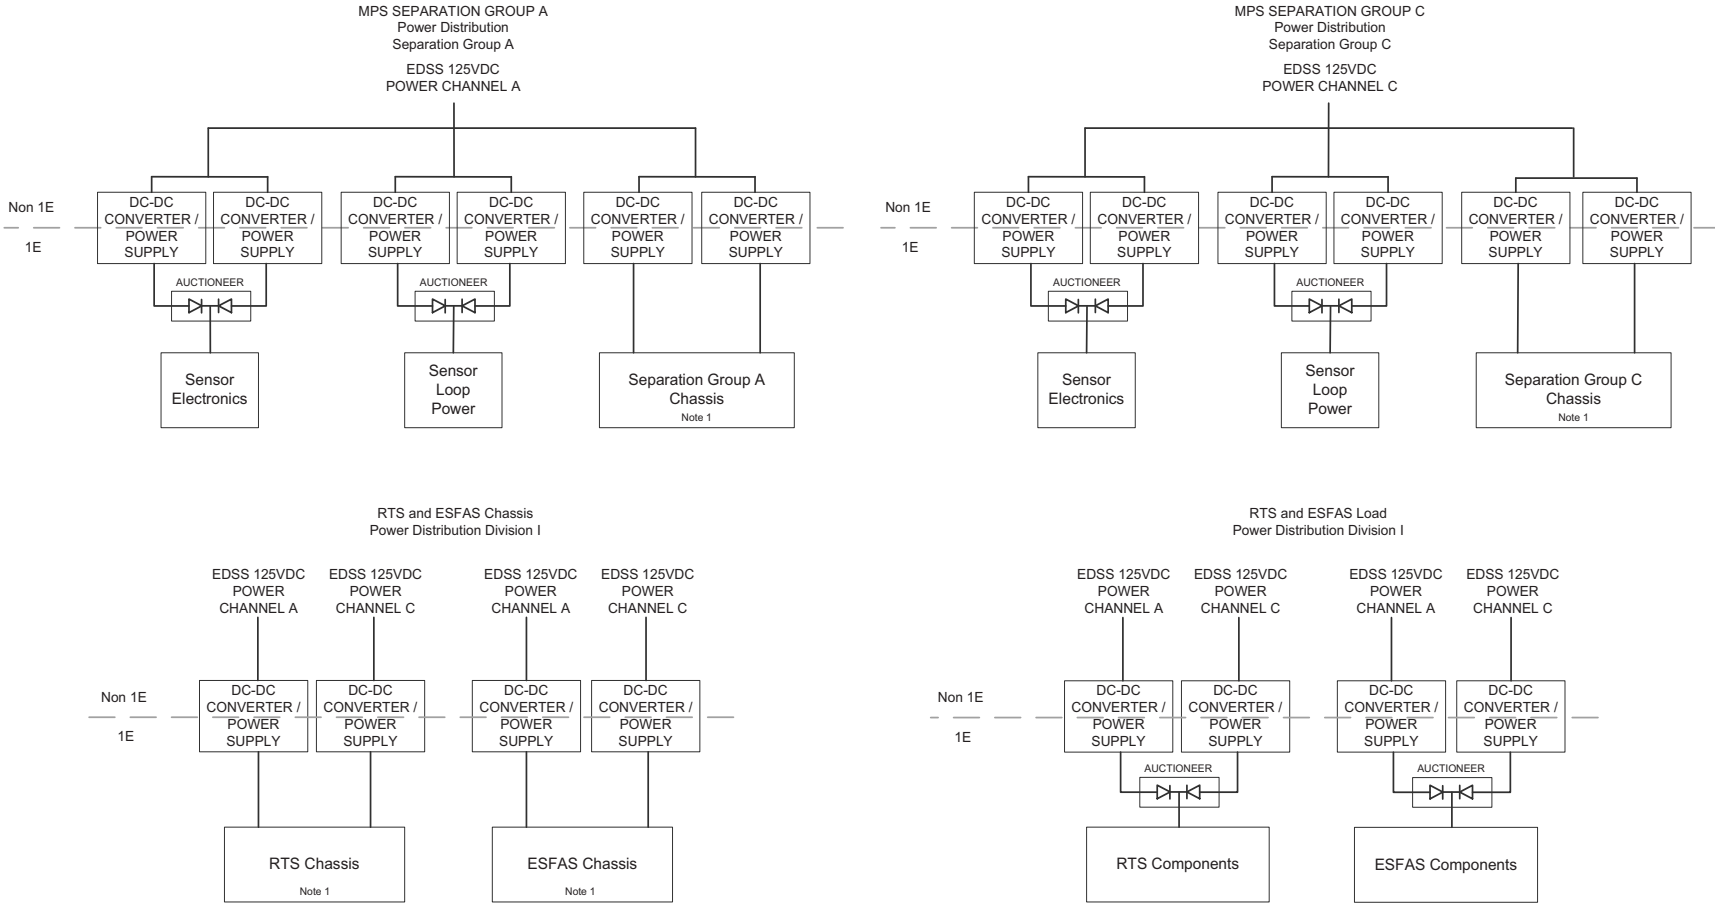 MPS SEPARATION GROUP A
Power Distribution
Separation Group A
EDSS 125VDC
POWER CHANNEL A
Non 1E
1E
DC-DC
CONVERTER /
POWER
SUPPLY
DC-DC
CONVERTER /
POWER
SUPPLY
DC-DC
CONVERTER /
POWER
SUPPLY
DC-DC
CONVERTER /
POWER
SUPPLY
DC-DC
CONVERTER /
POWER
SUPPLY
DC-DC
CONVERTER /
POWER
SUPPLY
AUCTIONEER
AUCTIONEER
Sensor
Electronics
Sensor
Loop
Power
Separation Group A
Chassis
Note 1
MPS SEPARATION GROUP C
Power Distribution
Separation Group C
EDSS 125VDC
POWER CHANNEL C
Non 1E
1E
DC-DC
CONVERTER /
POWER
SUPPLY
DC-DC
CONVERTER /
POWER
SUPPLY
DC-DC
CONVERTER /
POWER
SUPPLY
DC-DC
CONVERTER /
POWER
SUPPLY
DC-DC
CONVERTER /
POWER
SUPPLY
DC-DC
CONVERTER /
POWER
SUPPLY
AUCTIONEER
AUCTIONEER
Sensor
Electronics
Sensor
Loop
Power
Separation Group C
Chassis
Note 1
RTS and ESFAS Chassis
Power Distribution Division I
EDSS 125VDC
POWER
CHANNEL A
EDSS 125VDC
POWER
CHANNEL C
EDSS 125VDC
POWER
CHANNEL A
EDSS 125VDC
POWER
CHANNEL C
Non 1E
1E
DC-DC
CONVERTER /
POWER
SUPPLY
DC-DC
CONVERTER /
POWER
SUPPLY
DC-DC
CONVERTER /
POWER
SUPPLY
DC-DC
CONVERTER /
POWER
SUPPLY
RTS Chassis
Note 1
ESFAS Chassis
Note 1
RTS and ESFAS Load
Power Distribution Division I
EDSS 125VDC
POWER
CHANNEL A
EDSS 125VDC
POWER
CHANNEL C
EDSS 125VDC
POWER
CHANNEL A
EDSS 125VDC
POWER
CHANNEL C
Non 1E
1E
DC-DC
CONVERTER /
POWER
SUPPLY
DC-DC
CONVERTER /
POWER
SUPPLY
DC-DC
CONVERTER /
POWER
SUPPLY
DC-DC
CONVERTER /
POWER
SUPPLY
AUCTIONEER
AUCTIONEER
RTS Components
ESFAS Components